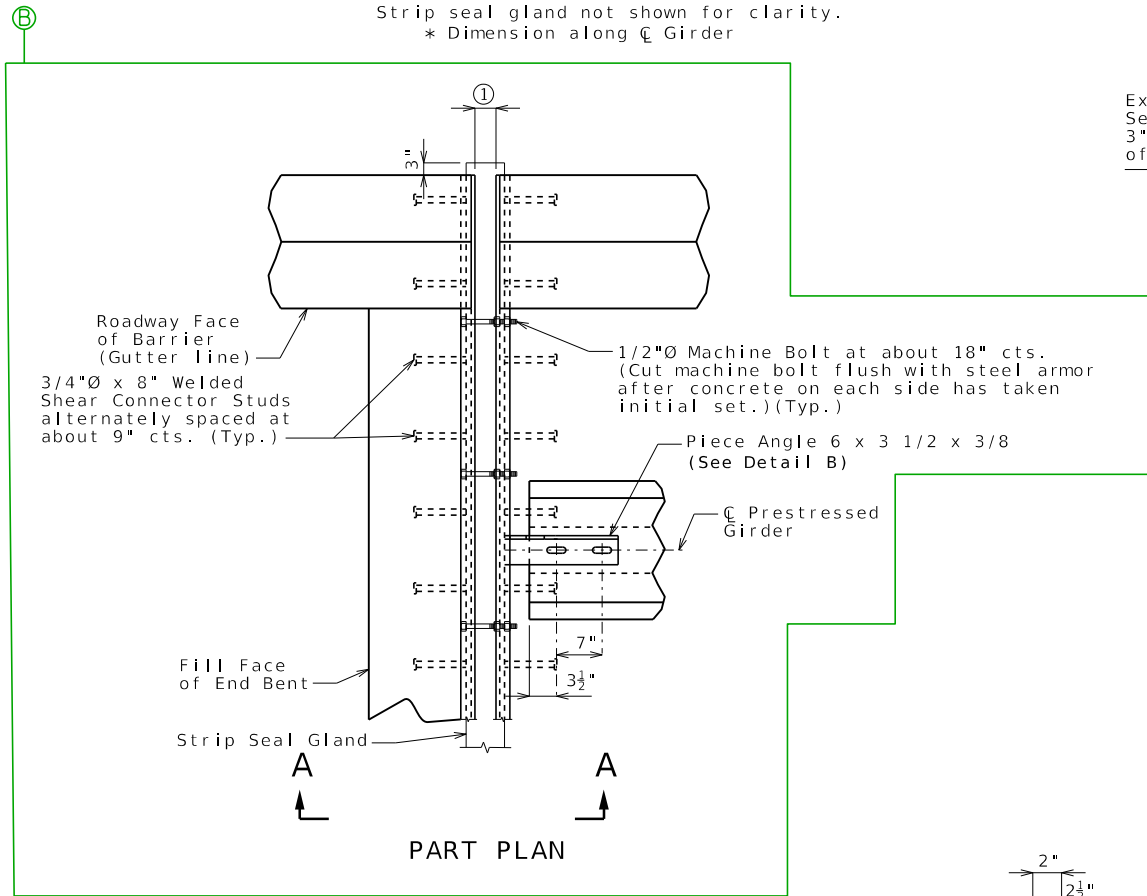 B
Strip seal gland not shown for clarity.
* Dimension along ℄ Girder
Ex
Se
3"
of
①
3"
Roadway Face
of Barrier
(Gutter line)
3/4"Ø x 8" Welded
Shear Connector Studs
alternately spaced at
about 9" cts. (Typ.)
1/2"Ø Machine Bolt at about 18" cts.
(Cut machine bolt flush with steel armor
after concrete on each side has taken
initial set.)(Typ.)
Piece Angle 6 x 3 1/2 x 3/8
(See Detail B)
℄ Prestressed
Girder
7"
3½"
Fill Face
of End Bent
Strip Seal Gland
A A
PART PLAN
2"
2½"